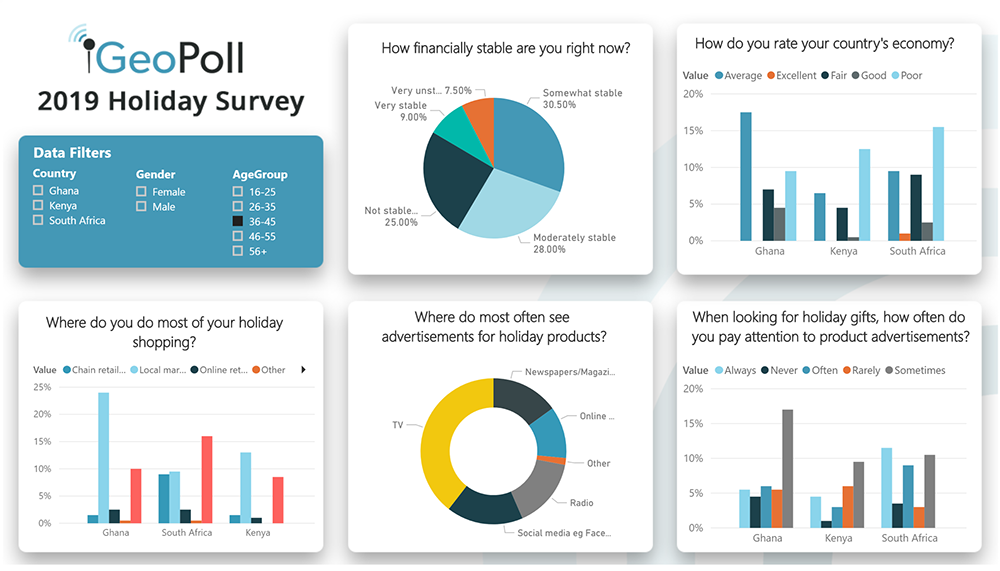 GeoPoll
2019 Holiday Survey
Data Filters
Country
Ghana
Kenya
South Africa
Gender
Female
Male
AgeGroup
16-25
26-35
36-45
46-55
56+
How financially stable are you right now?
Very unst... 7.50%
Very stable
9.00%
Somewhat stable
30.50%
Not stable...
25.00%
Moderately stable
28.00%
How do you rate your country's economy?
Value Average Excellent Fair Good Poor
20%
15%
10%
5%
0%
Ghana Kenya South Africa
Where do you do most of your holiday
shopping?
Value Chain retail... Local mar... Online ret... Other
25%
20%
15%
10%
5%
0%
Ghana South Africa Kenya
Where do most often see
advertisements for holiday products?
Newspapers/Magazi...
Online ...
TV
Other
Radio
Social media eg Face...
When looking for holiday gifts, how often do
you pay attention to product advertisements?
Value Always Never Often Rarely Sometimes
20%
15%
10%
5%
0%
Ghana Kenya South Africa